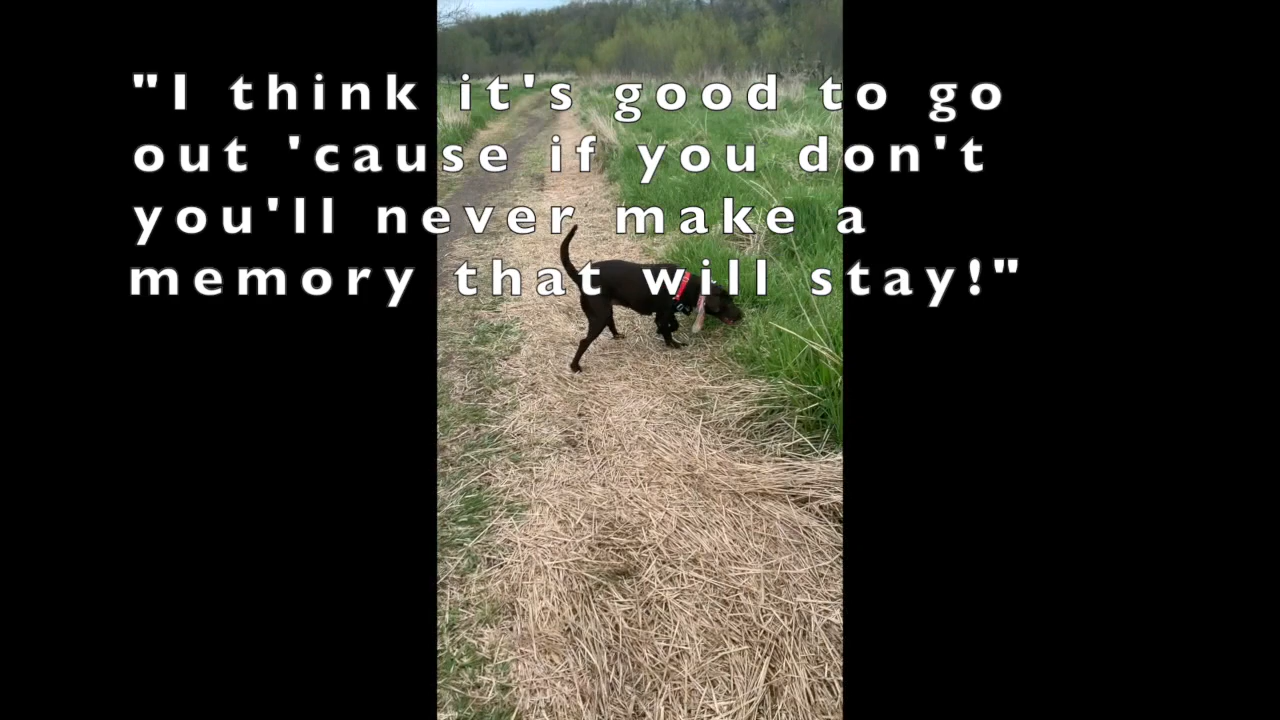 "I think it's good to go
out 'cause if you don't
you'll never make a
memory that will stay!"